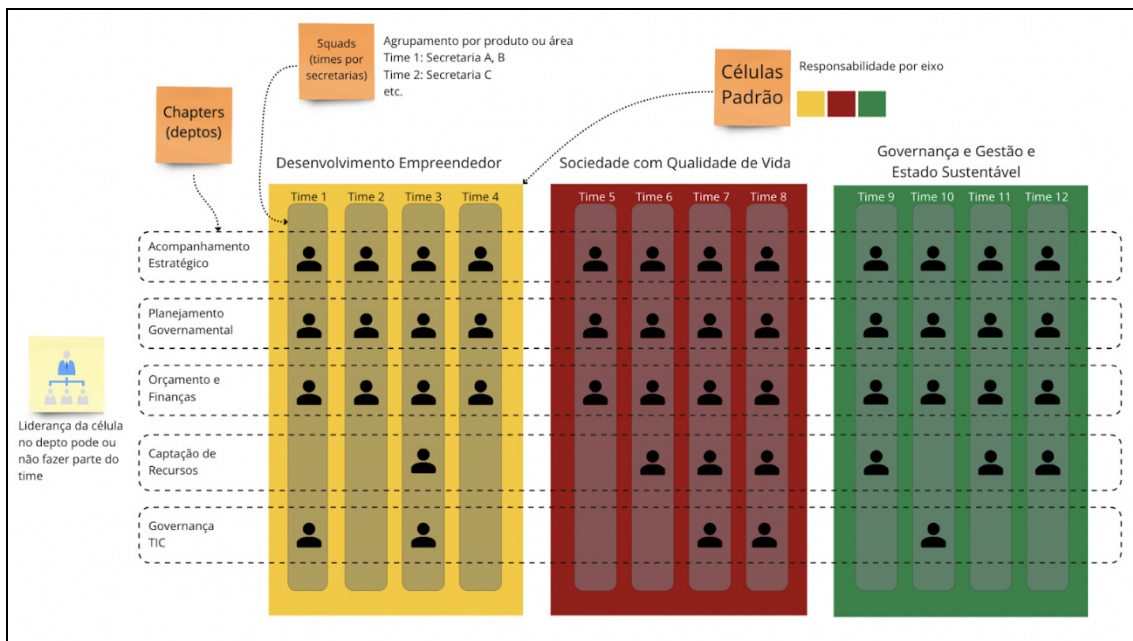 Squads
(times por
secretarias)
Agrupamento por produto ou área
Time 1: Secretaria A, B
Time 2: Secretaria C
etc.
Células
Padrão
Responsabilidade por eixo
Chapters
(deptos)
Desenvolvimento Empreendedor
Sociedade com Qualidade de Vida
Governança e Gestão e
Estado Sustentável
Time 1
Time 2
Time 3
Time 4
Time 5
Time 6
Time 7
Time 8
Time 9
Time 10
Time 11
Time 12
Acompanhamento
Estratégico
Planejamento
Governamental
Orçamento e
Finanças
Captação de
Recursos
Governança
TIC
Liderança da célula
no depto pode ou
não fazer parte do
time